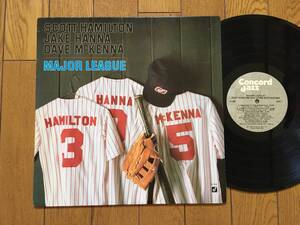 SCOTT HAMILTON
JAKE HANNA
DAVE McKENNA
MAJOR LEAGUE
HAMILTON
3
HANNA
McKENNA
5
Concord
Jazz